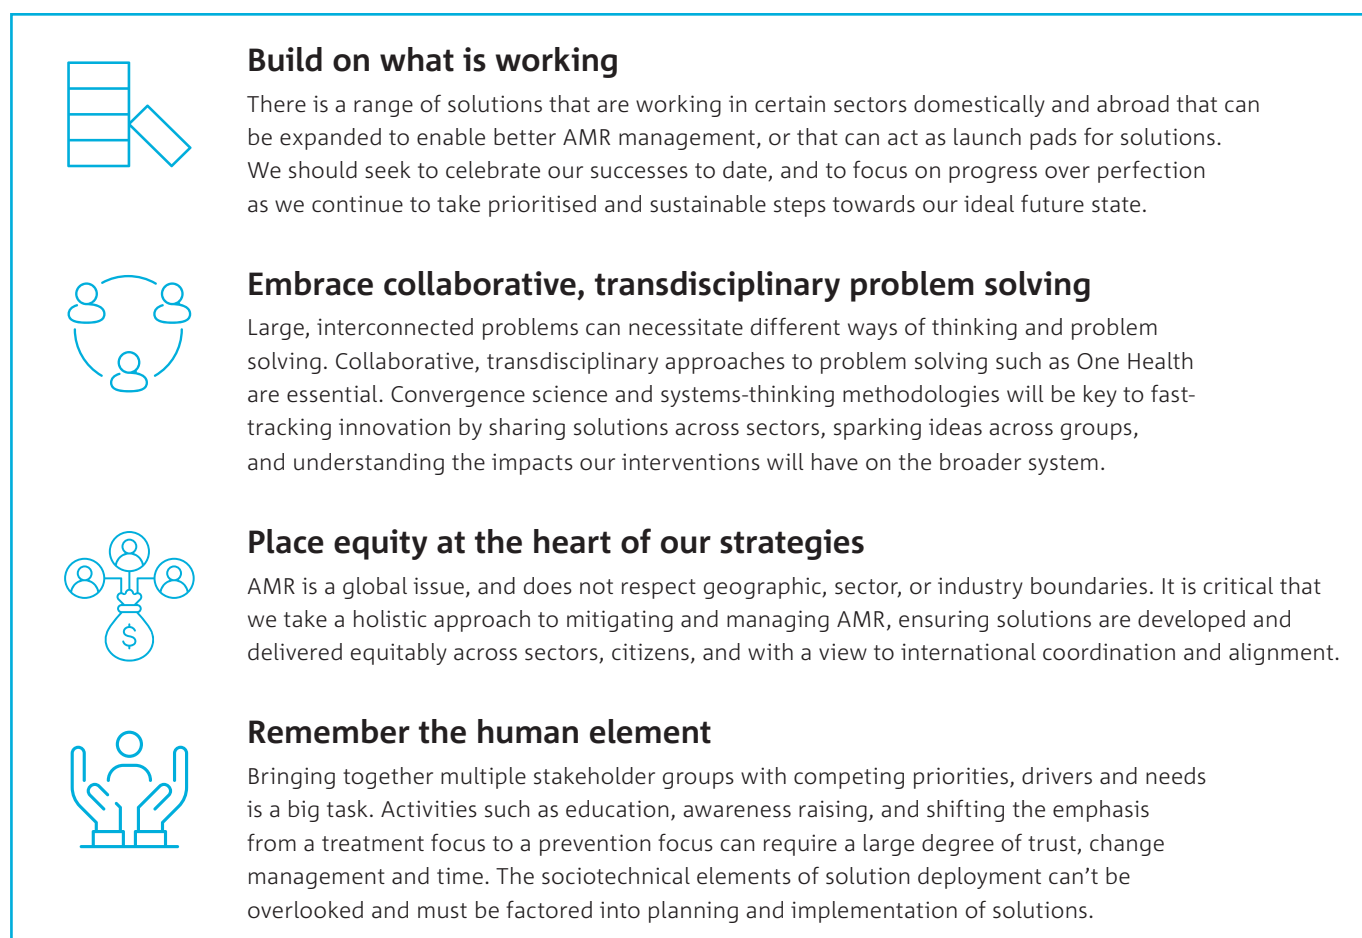 Build on what is working
There is a range of solutions that are working in certain sectors domestically and abroad that can
be expanded to enable better AMR management, or that can act as launch pads for solutions.
We should seek to celebrate our successes to date, and to focus on progress over perfection
as we continue to take prioritised and sustainable steps towards our ideal future state.
Embrace collaborative, transdisciplinary problem solving
Large, interconnected problems can necessitate different ways of thinking and problem
solving. Collaborative, transdisciplinary approaches to problem solving such as One Health
are essential. Convergence science and systems-thinking methodologies will be key to fast-
tracking innovation by sharing solutions across sectors, sparking ideas across groups,
and understanding the impacts our interventions will have on the broader system.
Place equity at the heart of our strategies
AMR is a global issue, and does not respect geographic, sector, or industry boundaries. It is critical that
we take a holistic approach to mitigating and managing AMR, ensuring solutions are developed and
delivered equitably across sectors, citizens, and with a view to international coordination and alignment.
$
Remember the human element
Bringing together multiple stakeholder groups with competing priorities, drivers and needs
is a big task. Activities such as education, awareness raising, and shifting the emphasis
from a treatment focus to a prevention focus can require a large degree of trust, change
management and time. The sociotechnical elements of solution deployment can’t be
overlooked and must be factored into planning and implementation of solutions.